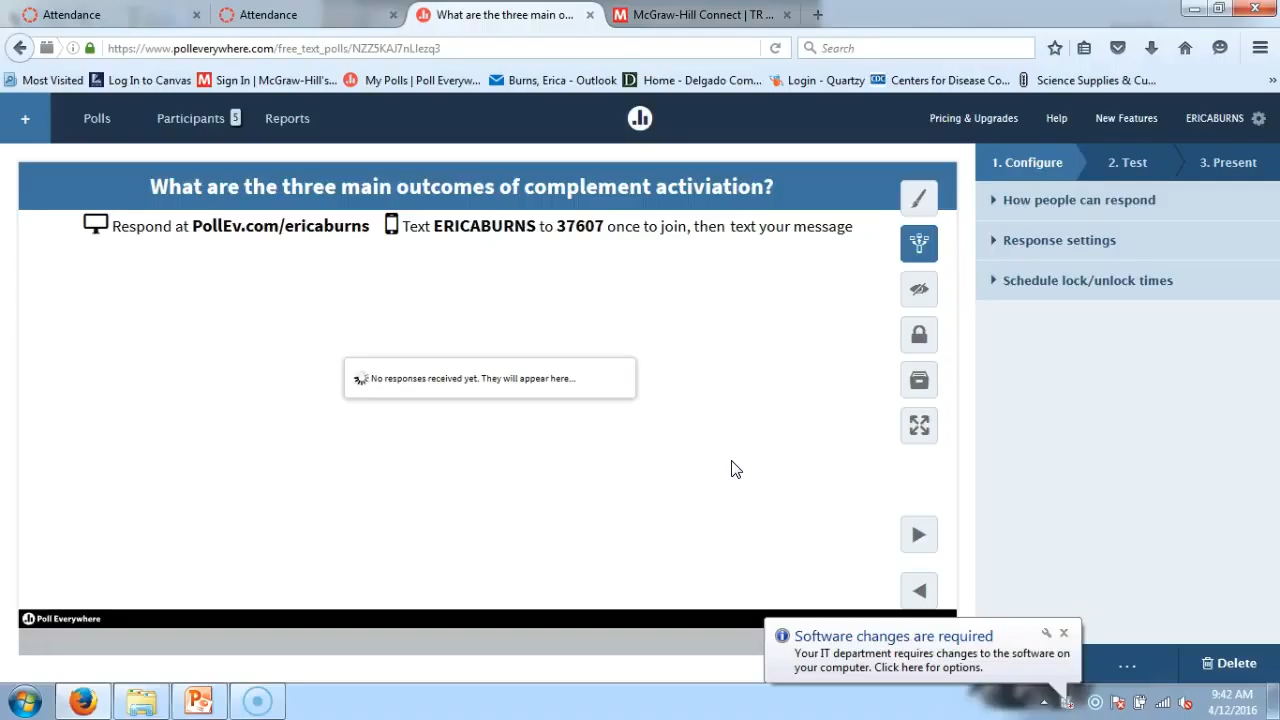 Attendance
Attendance
What are the three main o...
McGraw-Hill Connect | TR ...
https://www.polleverywhere.com/free_text_polls/NZZ5KAJ7nLlezq3
Search
Most Visited
Log In to Canvas
Sign In | McGraw-Hill's...
My Polls | Poll Everyw...
Burns, Erica - Outlook
Home - Delgado Com...
Login - Quartzy
Centers for Disease Co...
Science Supplies & Cu...
+
Polls
Participants 5
Reports
Pricing & Upgrades
Help
New Features
ERICABURNS
What are the three main outcomes of complement activiation?
Respond at PollEv.com/ericaburns
Text ERICABURNS to 37607 once to join, then text your message
No responses received yet. They will appear here...
1. Configure
2. Test
3. Present
How people can respond
Response settings
Schedule lock/unlock times
Poll Everywhere
Software changes are required
Your IT department requires changes to the software on
your computer. Click here for options.
...
Delete
9:42 AM
4/12/2016